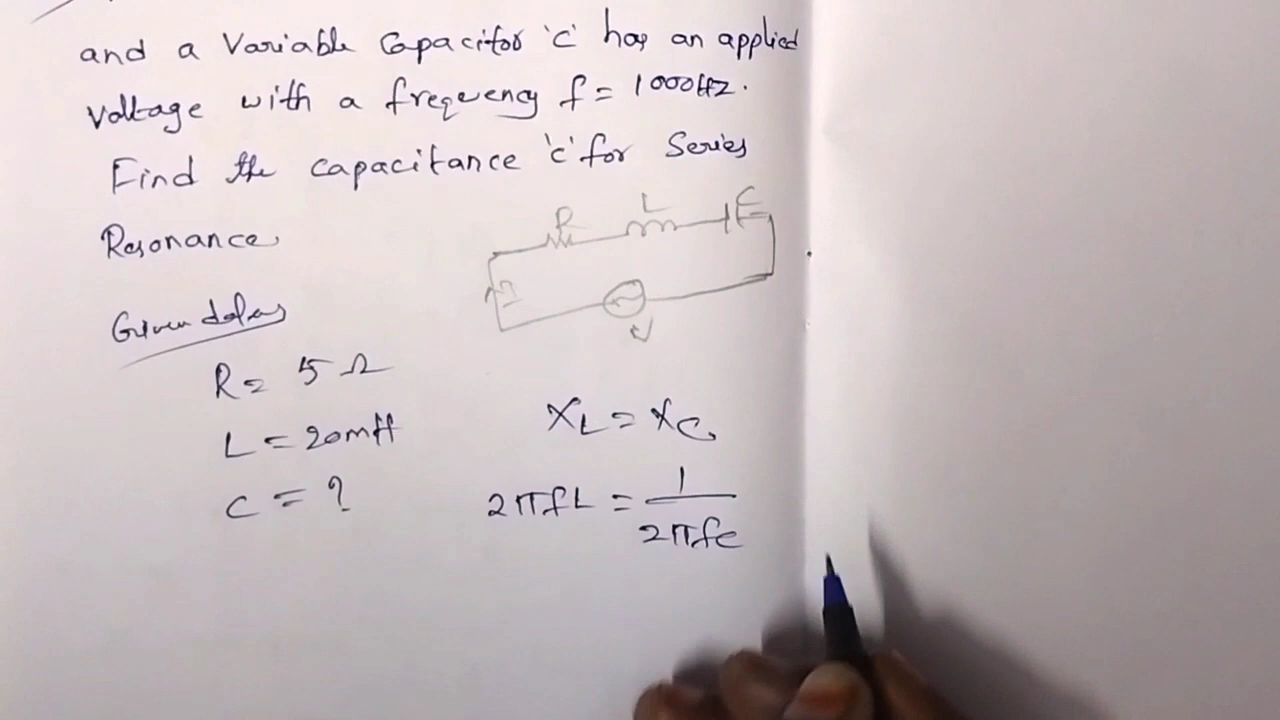 and a Variable Capacitor 'C' has an applied
Voltage with a frequency f = 1000HZ.
Find the capacitance 'c' for Series
Resonance
R L C
V
Given data
R = 5 Ω
L = 20mH
C = ?
XL = XC
2πfL = 1/2πfc